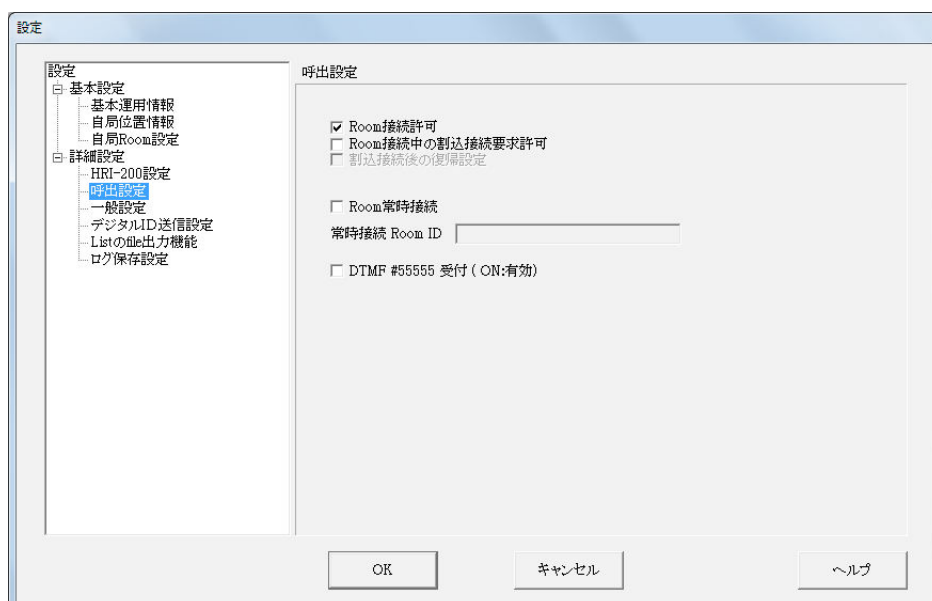 設定
設定
基本設定
基本運用情報
自局位置情報
自局Room設定
詳細設定
HRI-200設定
呼出設定
一般設定
デジタルID送信設定
Listのfile出力機能
ログ保存設定
呼出設定
Room接続許可
Room接続中の割込接続要求許可
割込接続後の復帰設定
Room常時接続
常時接続 Room ID
DTMF #55555 受付 ( ON:有効)
OK
キャンセル
ヘルプ